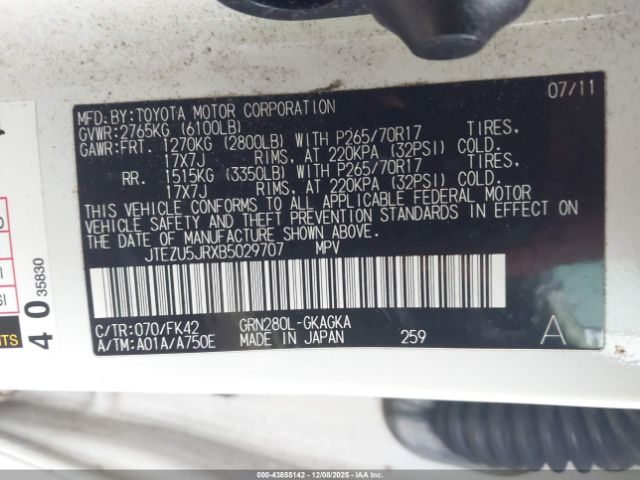 MFD.BY:TOYOTA MOTOR CORPORATION 07/11
GVWR:2765KG (6100LB)
GAWR:FRT. 1270KG (2800LB) WITH P265/70R17 TIRES.
17X7J RIMS. AT 220KPA (32PSI) COLD.
RR. 1515KG (3350LB) WITH P265/70R17 TIRES.
17X7J RIMS. AT 220KPA (32PSI) COLD.
THIS VEHICLE CONFORMS TO ALL APPLICABLE FEDERAL MOTOR
VEHICLE SAFETY AND THEFT PREVENTION STANDARDS IN EFFECT ON
THE DATE OF MANUFACTURE SHOWN ABOVE.
JTEZU5JRXB5029707 MPV
C/TR:070/FK42 GRN280L-GKAGKA
A/TM:A01A/A750E MADE IN JAPAN 259 A
4 0 35830
000-43855142 - 12/08/2025 - IAAI.COM